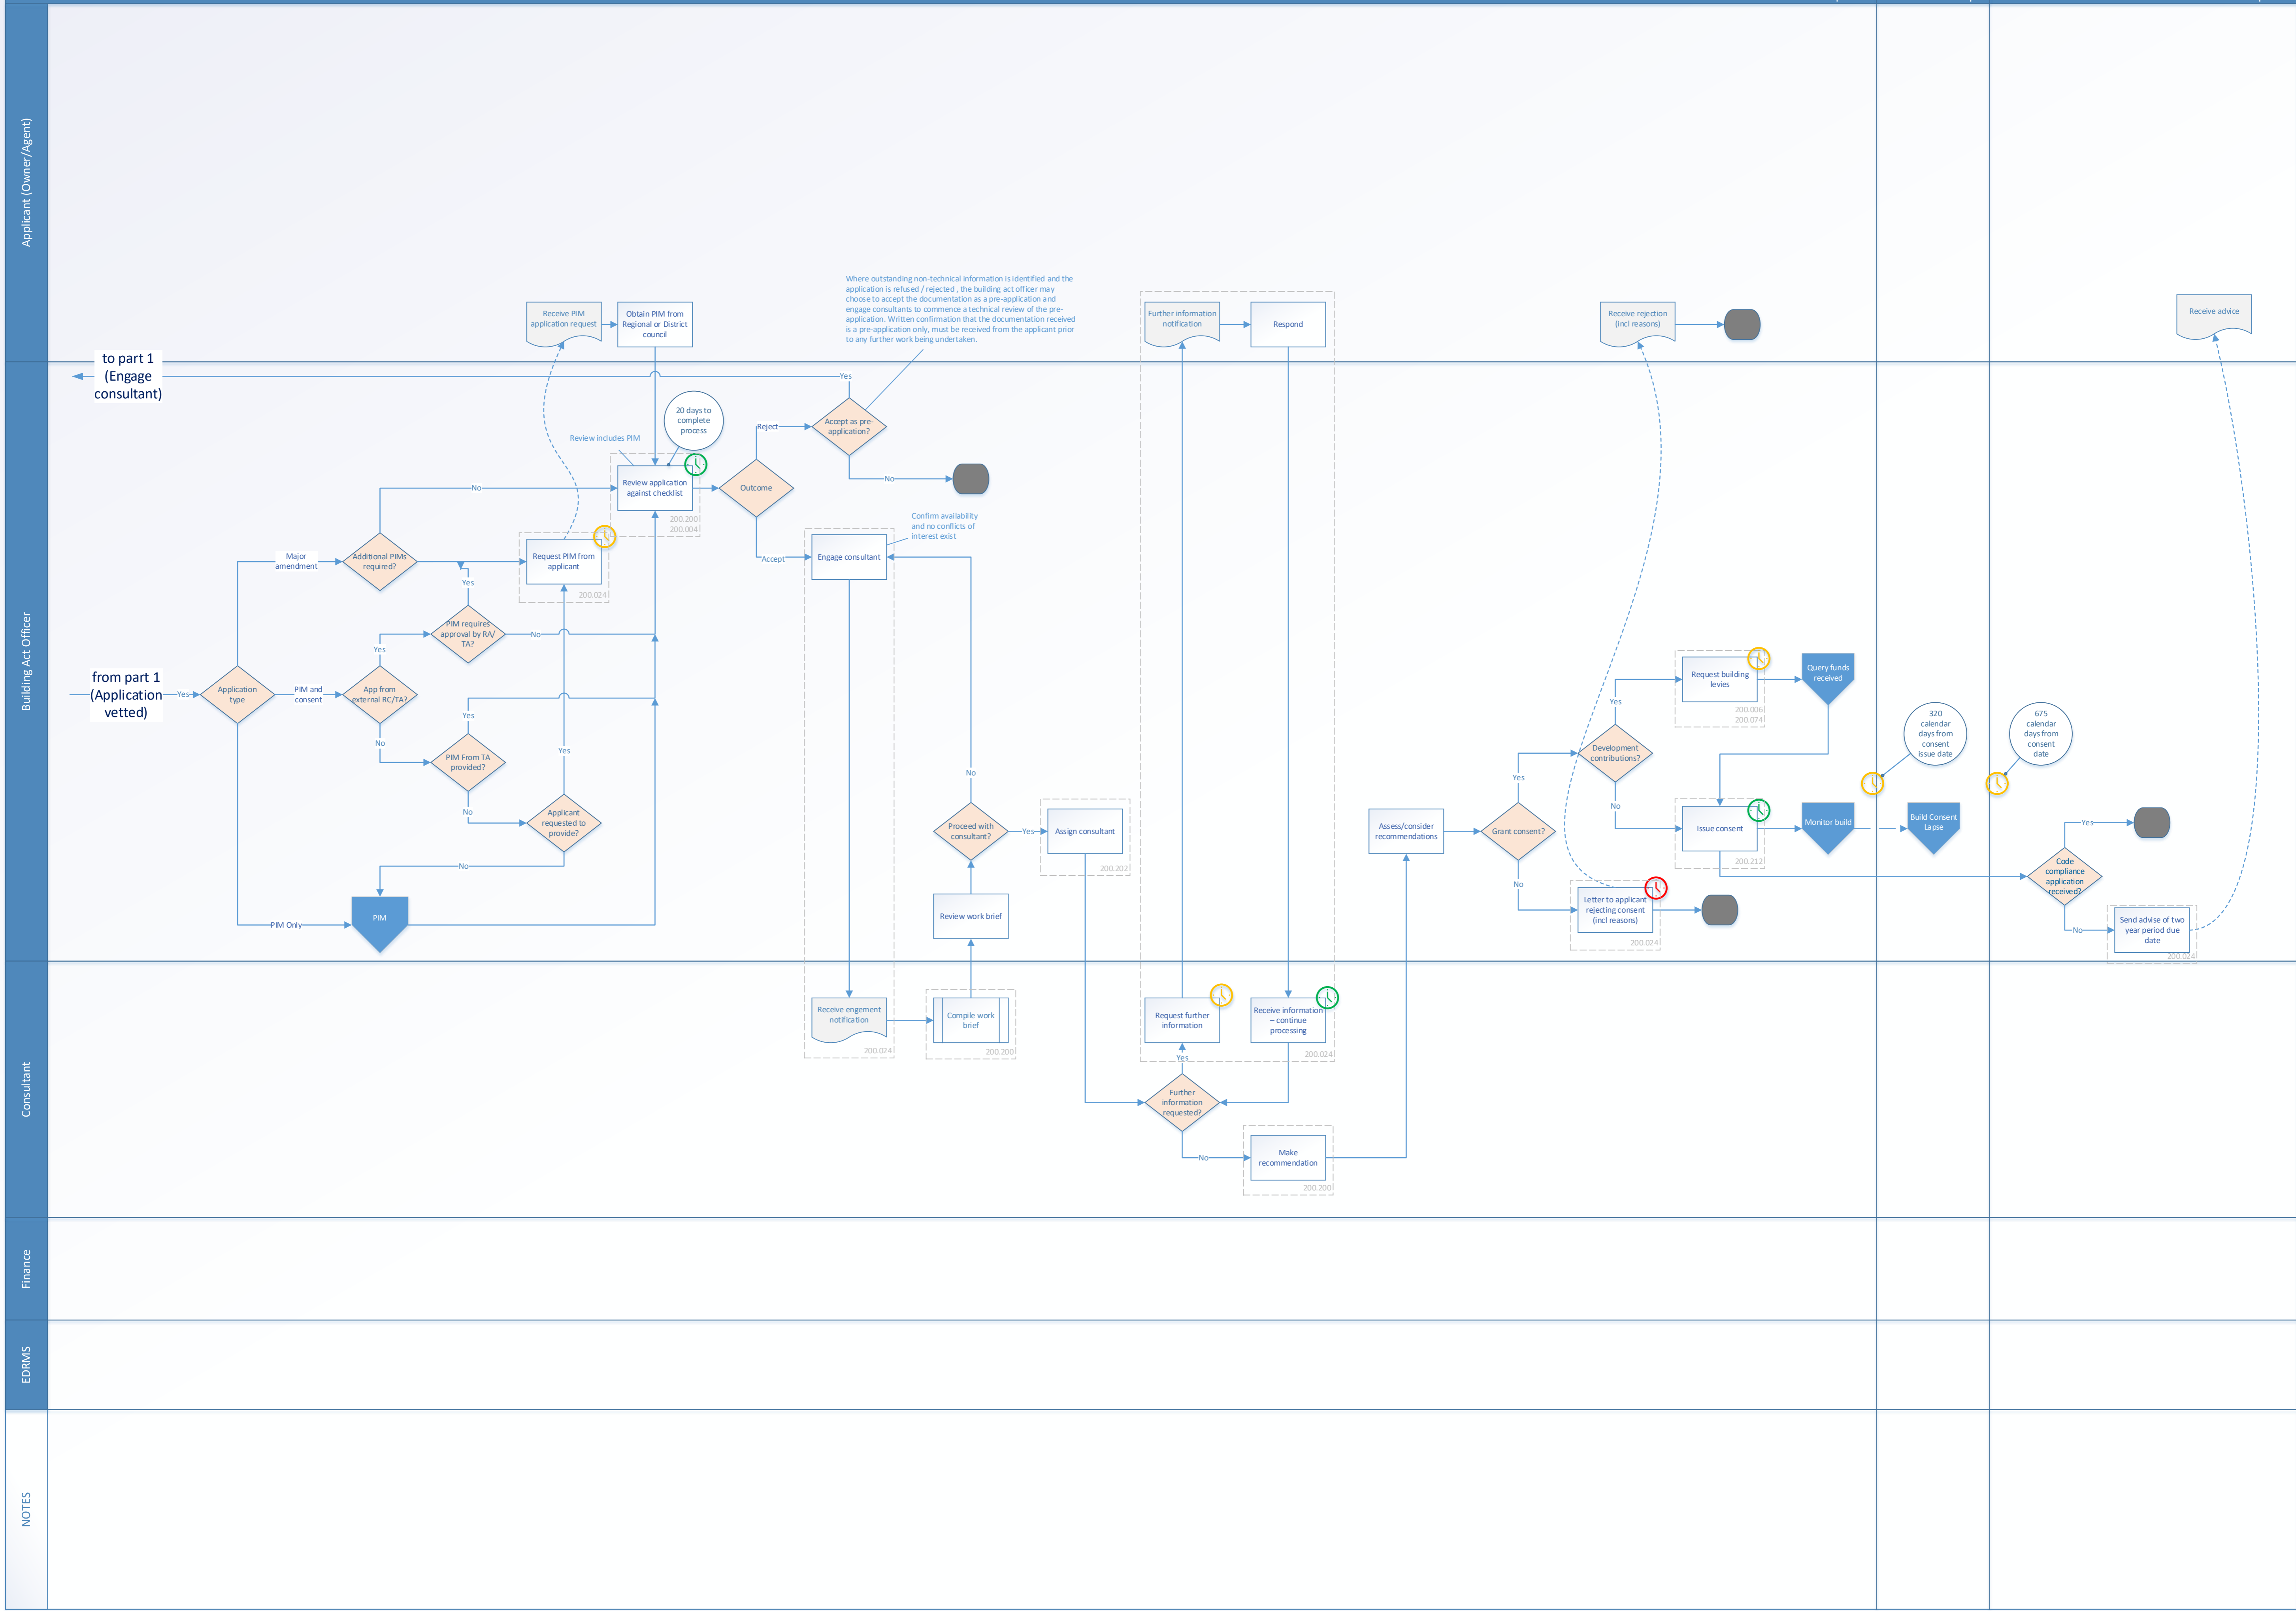 Applicant (Owner/Agent)
Where outstanding non-technical information is identified and the
application is refused / rejected , the building act officer may
choose to accept the documentation as a pre-application and
engage consultants to commence a technical review of the pre-
application. Written confirmation that the documentation received
is a pre-application only, must be received from the applicant prior
to any further work being undertaken.
Receive PIM
application request
Obtain PIM from
Regional or District
council
Further information
notification
Respond
Receive rejection
(incl reasons)
Receive advice
Building Act Officer
to part 1
(Engage
consultant)
Yes
20 days to
complete
process
Reject
Accept as pre-
application?
Review includes PIM
No
Review application
against checklist
200.200
200.004
Outcome
No
Confirm availability
and no conflicts of
interest exist
Major
amendment
Additional PIMs
required?
Request PIM from
applicant
200.024
Accept
Engage consultant
Yes
PIM requires
approval by RA/
TA?
No
Yes
from part 1
(Application
vetted)
Yes
Application
type
PIM and
consent
App from
external RC/TA?
Yes
No
PIM From TA
provided?
Yes
No
Applicant
requested to
provide?
No
PIM Only
PIM
No
Proceed with
consultant?
Yes
Assign consultant
200.202
Review work brief
Assess/consider
recommendations
Grant consent?
Yes
No
Development
contributions?
Yes
No
Request building
levies
200.006
200.074
Query funds
received
Issue consent
200.212
Monitor build
Build Consent
Lapse
Letter to applicant
rejecting consent
(incl reasons)
200.024
320
calendar
days from
consent
issue date
675
calendar
days from
consent
date
Code
compliance
application
received?
Yes
No
Send advise of two
year period due
date
200.024
Consultant
Receive engement
notification
200.024
Compile work
brief
200.200
Request further
information
Receive information
– continue
processing
200.024
Yes
Further
information
requested?
No
Make
recommendation
200.200
Finance
EDRMS
NOTES